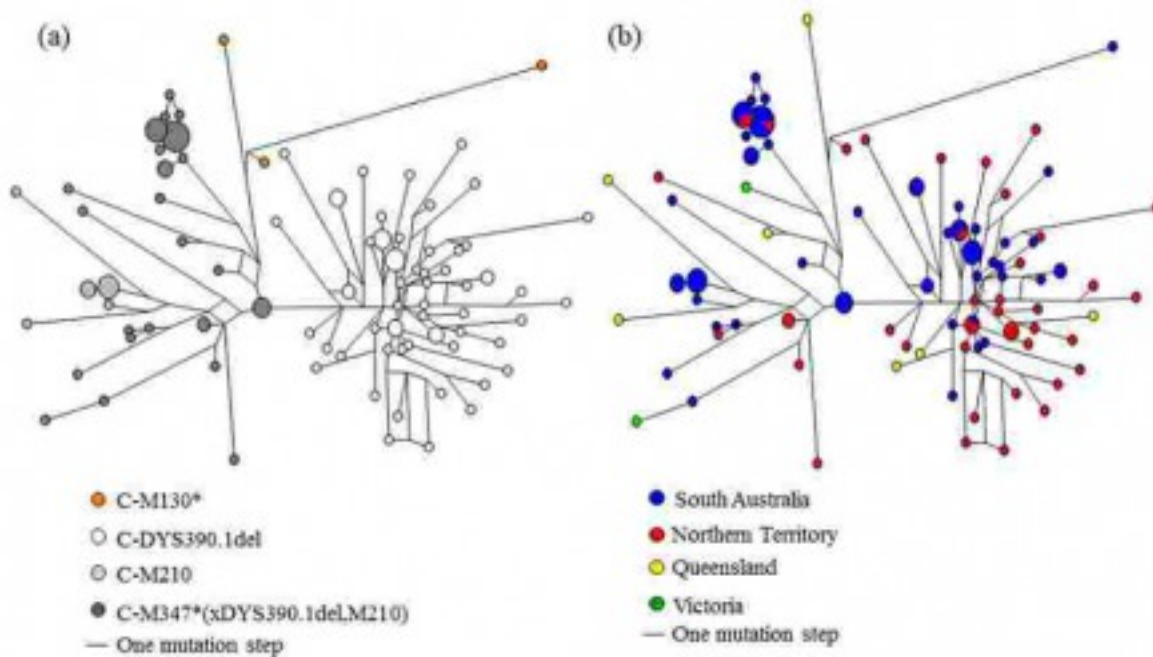 (a)
(b)
C-M130*
C-DYS390.1del
C-M210
C-M347*(xDYS390.1del,M210)
— One mutation step
South Australia
Northern Territory
Queensland
Victoria
— One mutation step